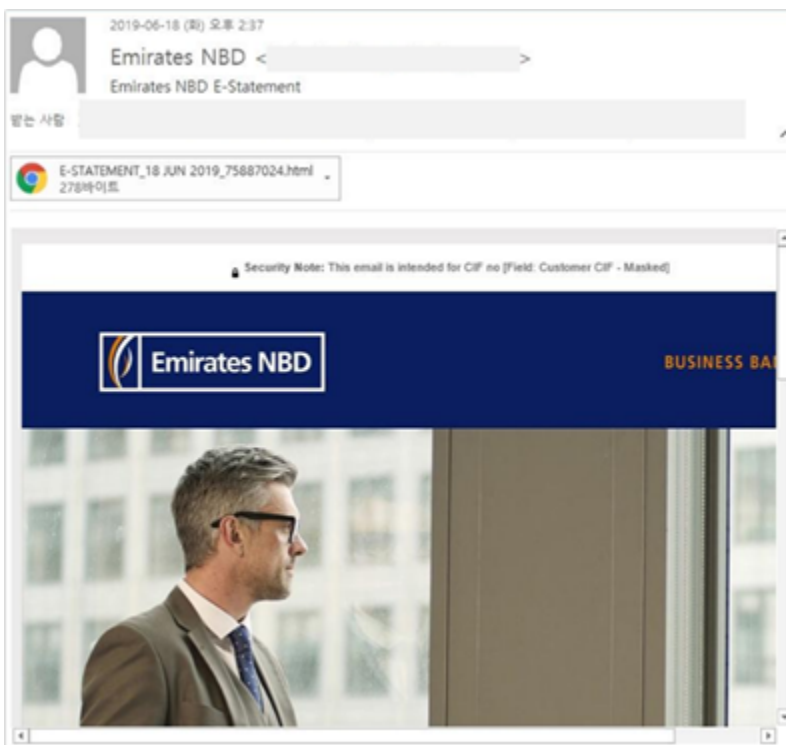 2019-06-18 (화) 오후 2:37
Emirates NBD < >
Emirates NBD E-Statement
받는 사람
E-STATEMENT_18 JUN 2019_75887024.html
278바이트
Security Note: This email is intended for CIF no [Field: Customer CIF - Masked]
Emirates NBD
BUSINESS BA